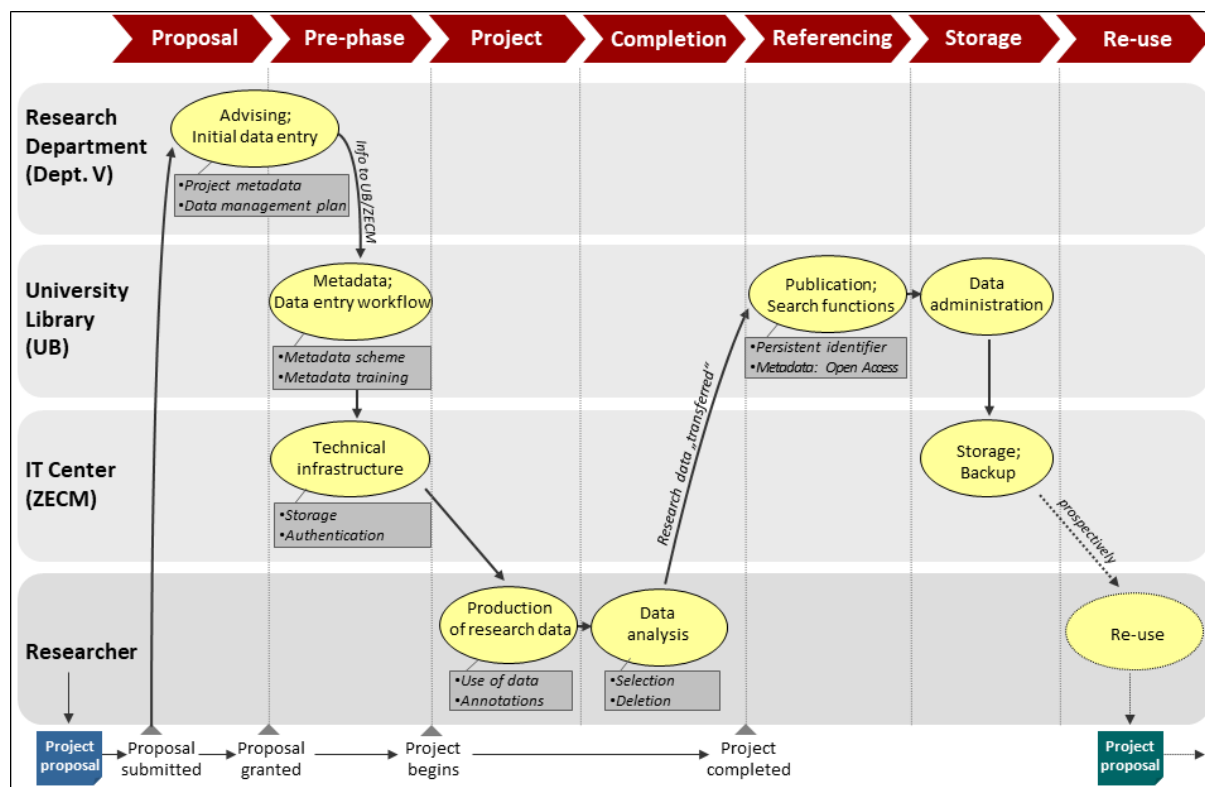 Proposal
Pre-phase
Project
Completion
Referencing
Storage
Re-use
Research
Department
(Dept. V)
Advising;
Initial data entry
•Project metadata
•Data management plan
Info to UB/ZECM
University
Library
(UB)
Metadata;
Data entry workflow
•Metadata scheme
•Metadata training
Publication;
Search functions
•Persistent identifier
•Metadata: Open Access
Data
administration
Research data „transferred“
IT Center
(ZECM)
Technical
infrastructure
•Storage
•Authentication
Storage;
Backup
prospectively
Researcher
Production
of research data
•Use of data
•Annotations
Data
analysis
•Selection
•Deletion
Re-use
Project
proposal
Proposal
submitted
Proposal
granted
Project
begins
Project
completed
Project
proposal